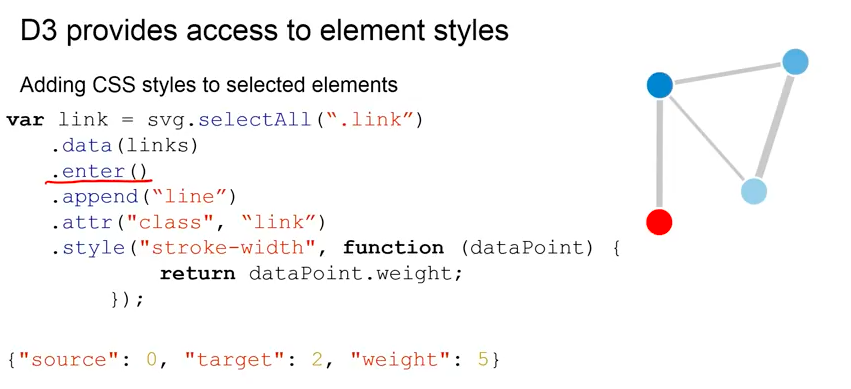 D3 provides access to element styles
Adding CSS styles to selected elements
var link = svg.selectAll(“.link”)
.data(links)
.enter()
.append(“line”)
.attr("class", “link”)
.style("stroke-width", function (dataPoint) {
return dataPoint.weight;
});
{"source": 0, "target": 2, "weight": 5}